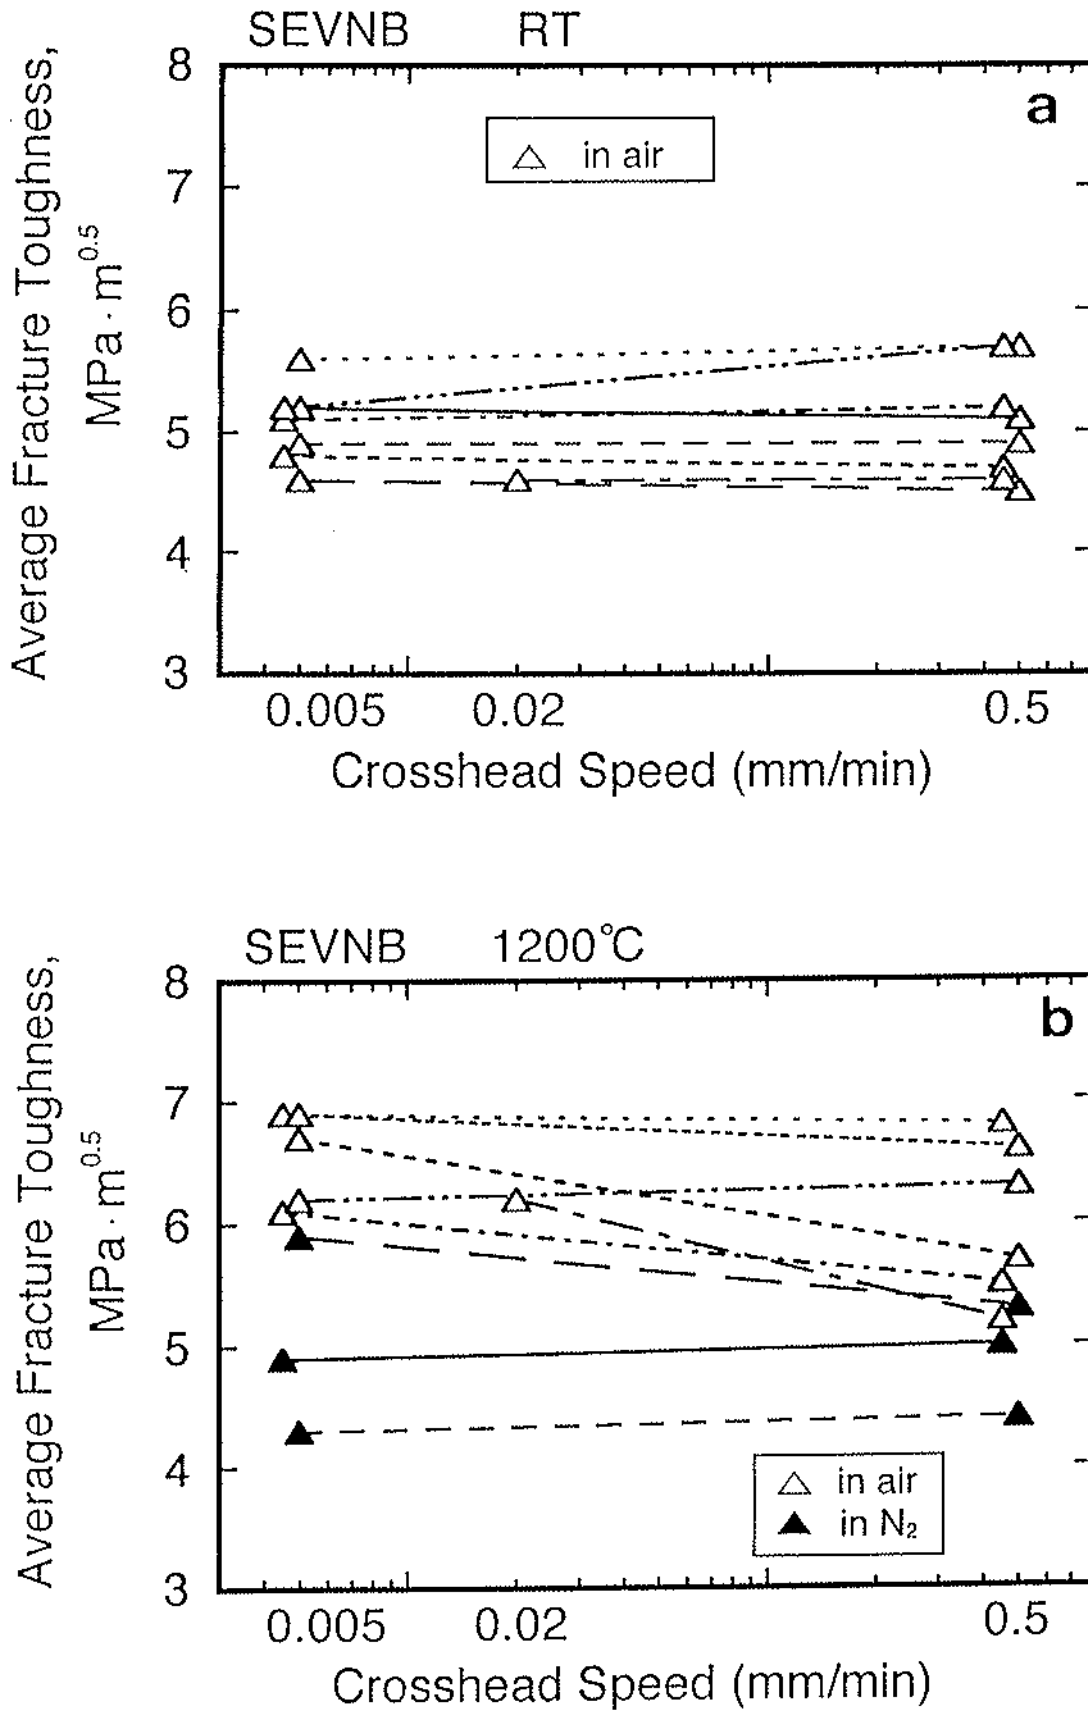 SEVNB RT
a
△ in air
Average Fracture Toughness,
MPa · m^0.5
8
7
6
5
4
3
0.005 0.02 0.5
Crosshead Speed (mm/min)
SEVNB 1200°C
b
Average Fracture Toughness,
MPa · m^0.5
8
7
6
5
4
3
△ in air
▲ in N₂
0.005 0.02 0.5
Crosshead Speed (mm/min)